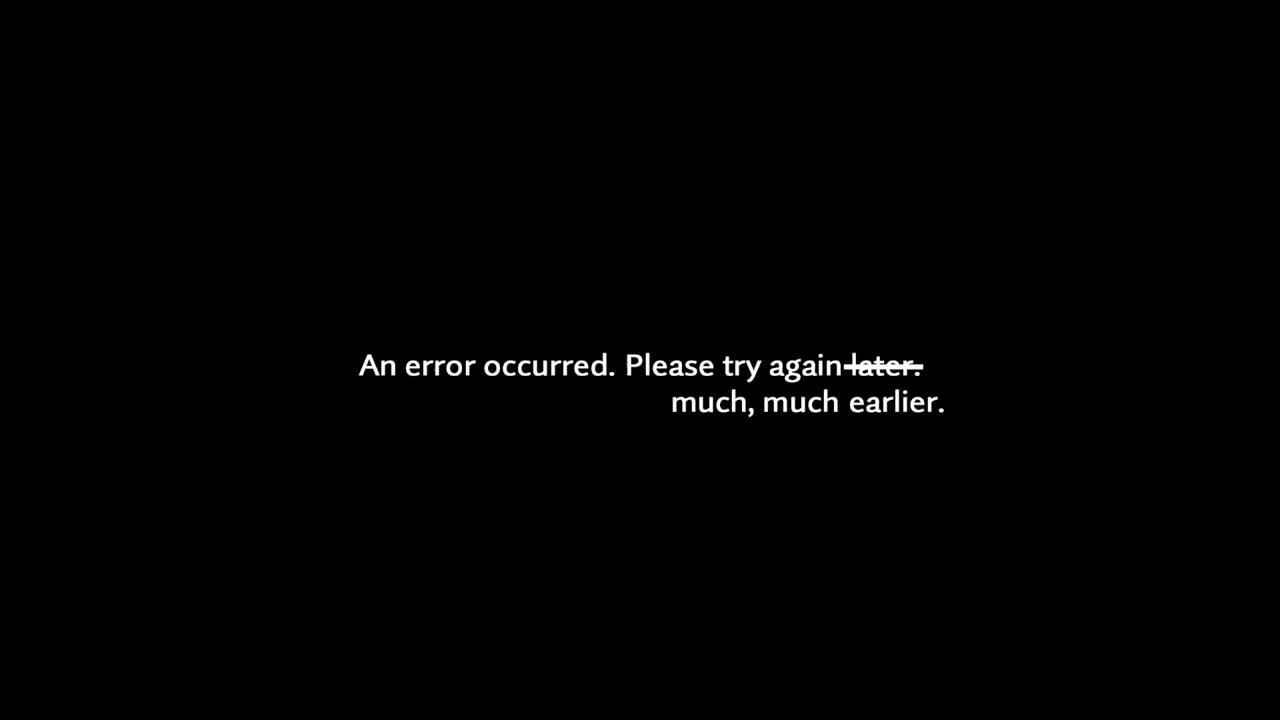 An error occurred. Please try again later.
much, much earlier.